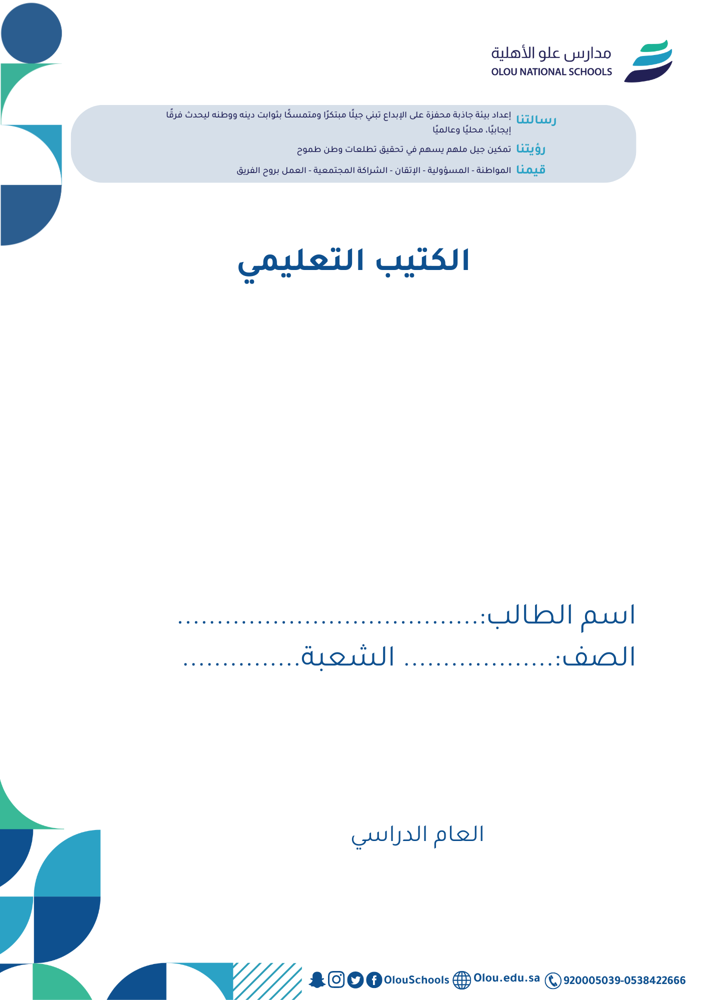 مدارس علو الأهلية
OLOU NATIONAL SCHOOLS
رسالتنا إعداد بيئة جاذبة محفزة على الإبداع تبني جيلًا مبتكرًا ومتمسكًا بثوابت دينه ووطنه ليحدث فرقًا
إيجابيًا، محليًا وعالميًا
رؤيتنا تمكين جيل ملهم يسهم في تحقيق تطلعات وطن طموح
قيمنا المواطنة - المسؤولية - الإتقان - الشراكة المجتمعية - العمل بروح الفريق
الكتيب التعليمي
اسم الطالب:......................................
الصف:................... الشعبة...............
العام الدراسي
OlouSchools Olou.edu.sa 920005039-0538422666